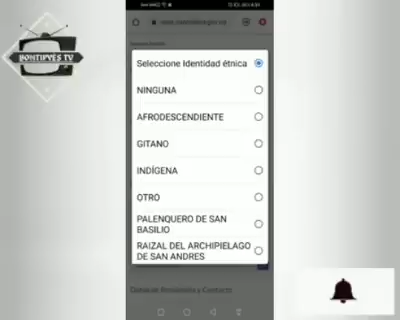 BONTIPVES TV
Seleccione Identidad étnica
NINGUNA
AFRODESCENDIENTE
GITANO
INDÍGENA
OTRO
PALENQUERO DE SAN
BASILIO
RAIZAL DEL ARCHIPIELAGO
DE SAN ANDRES